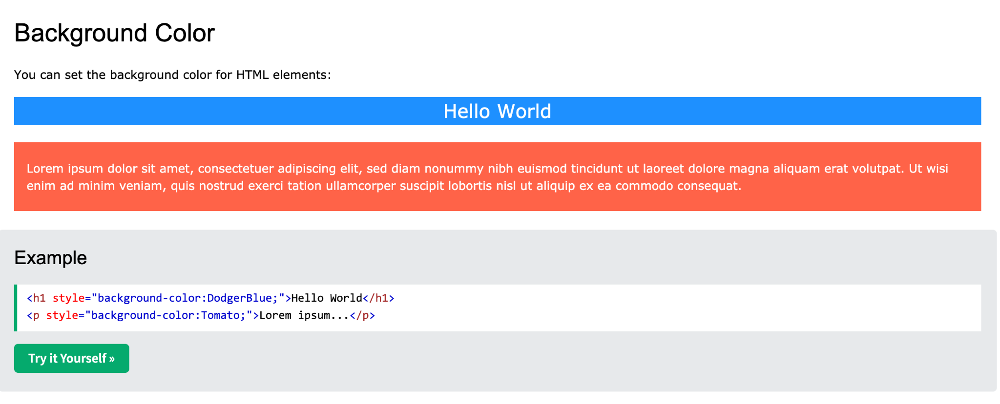 Background Color
You can set the background color for HTML elements:
Hello World
Lorem ipsum dolor sit amet, consectetuer adipiscing elit, sed diam nonummy nibh euismod tincidunt ut laoreet dolore magna aliquam erat volutpat. Ut wisi
enim ad minim veniam, quis nostrud exerci tation ullamcorper suscipit lobortis nisl ut aliquip ex ea commodo consequat.
Example
<h1 style="background-color:DodgerBlue;">Hello World</h1>
<p style="background-color:Tomato;">Lorem ipsum...</p>
Try it Yourself »